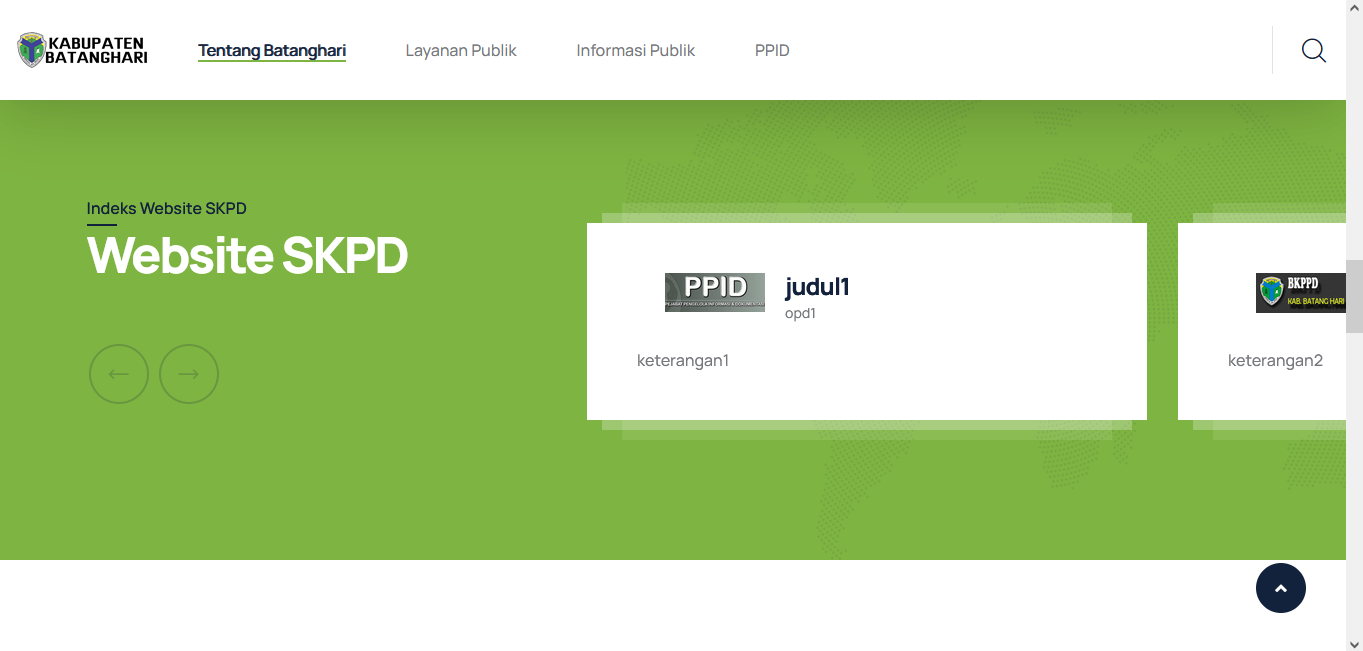 KABUPATEN
BATANGHARI
Tentang Batanghari
Layanan Publik
Informasi Publik
PPID
Indeks Website SKPD
Website SKPD
PPID
PEJABAT PENGELOLA INFORMASI & DOKUMENTASI
judul1
opd1
keterangan1
BKPPD
KAB. BATANG HARI
keterangan2